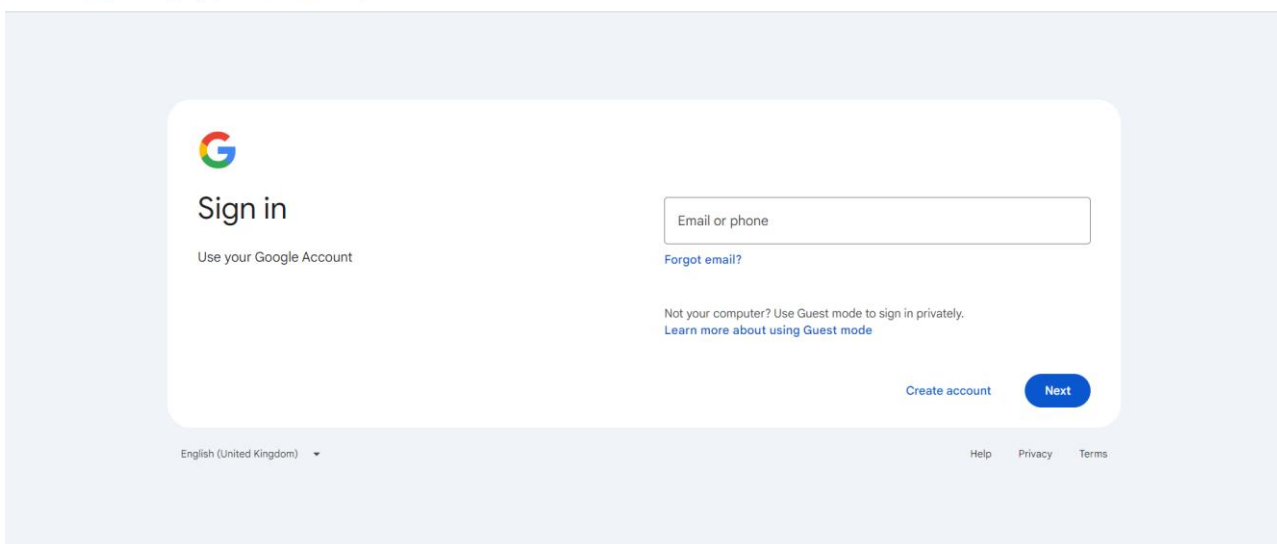 Sign in
Use your Google Account
Email or phone
Forgot email?
Not your computer? Use Guest mode to sign in privately.
Learn more about using Guest mode
Create account
Next
English (United Kingdom)
Help Privacy Terms